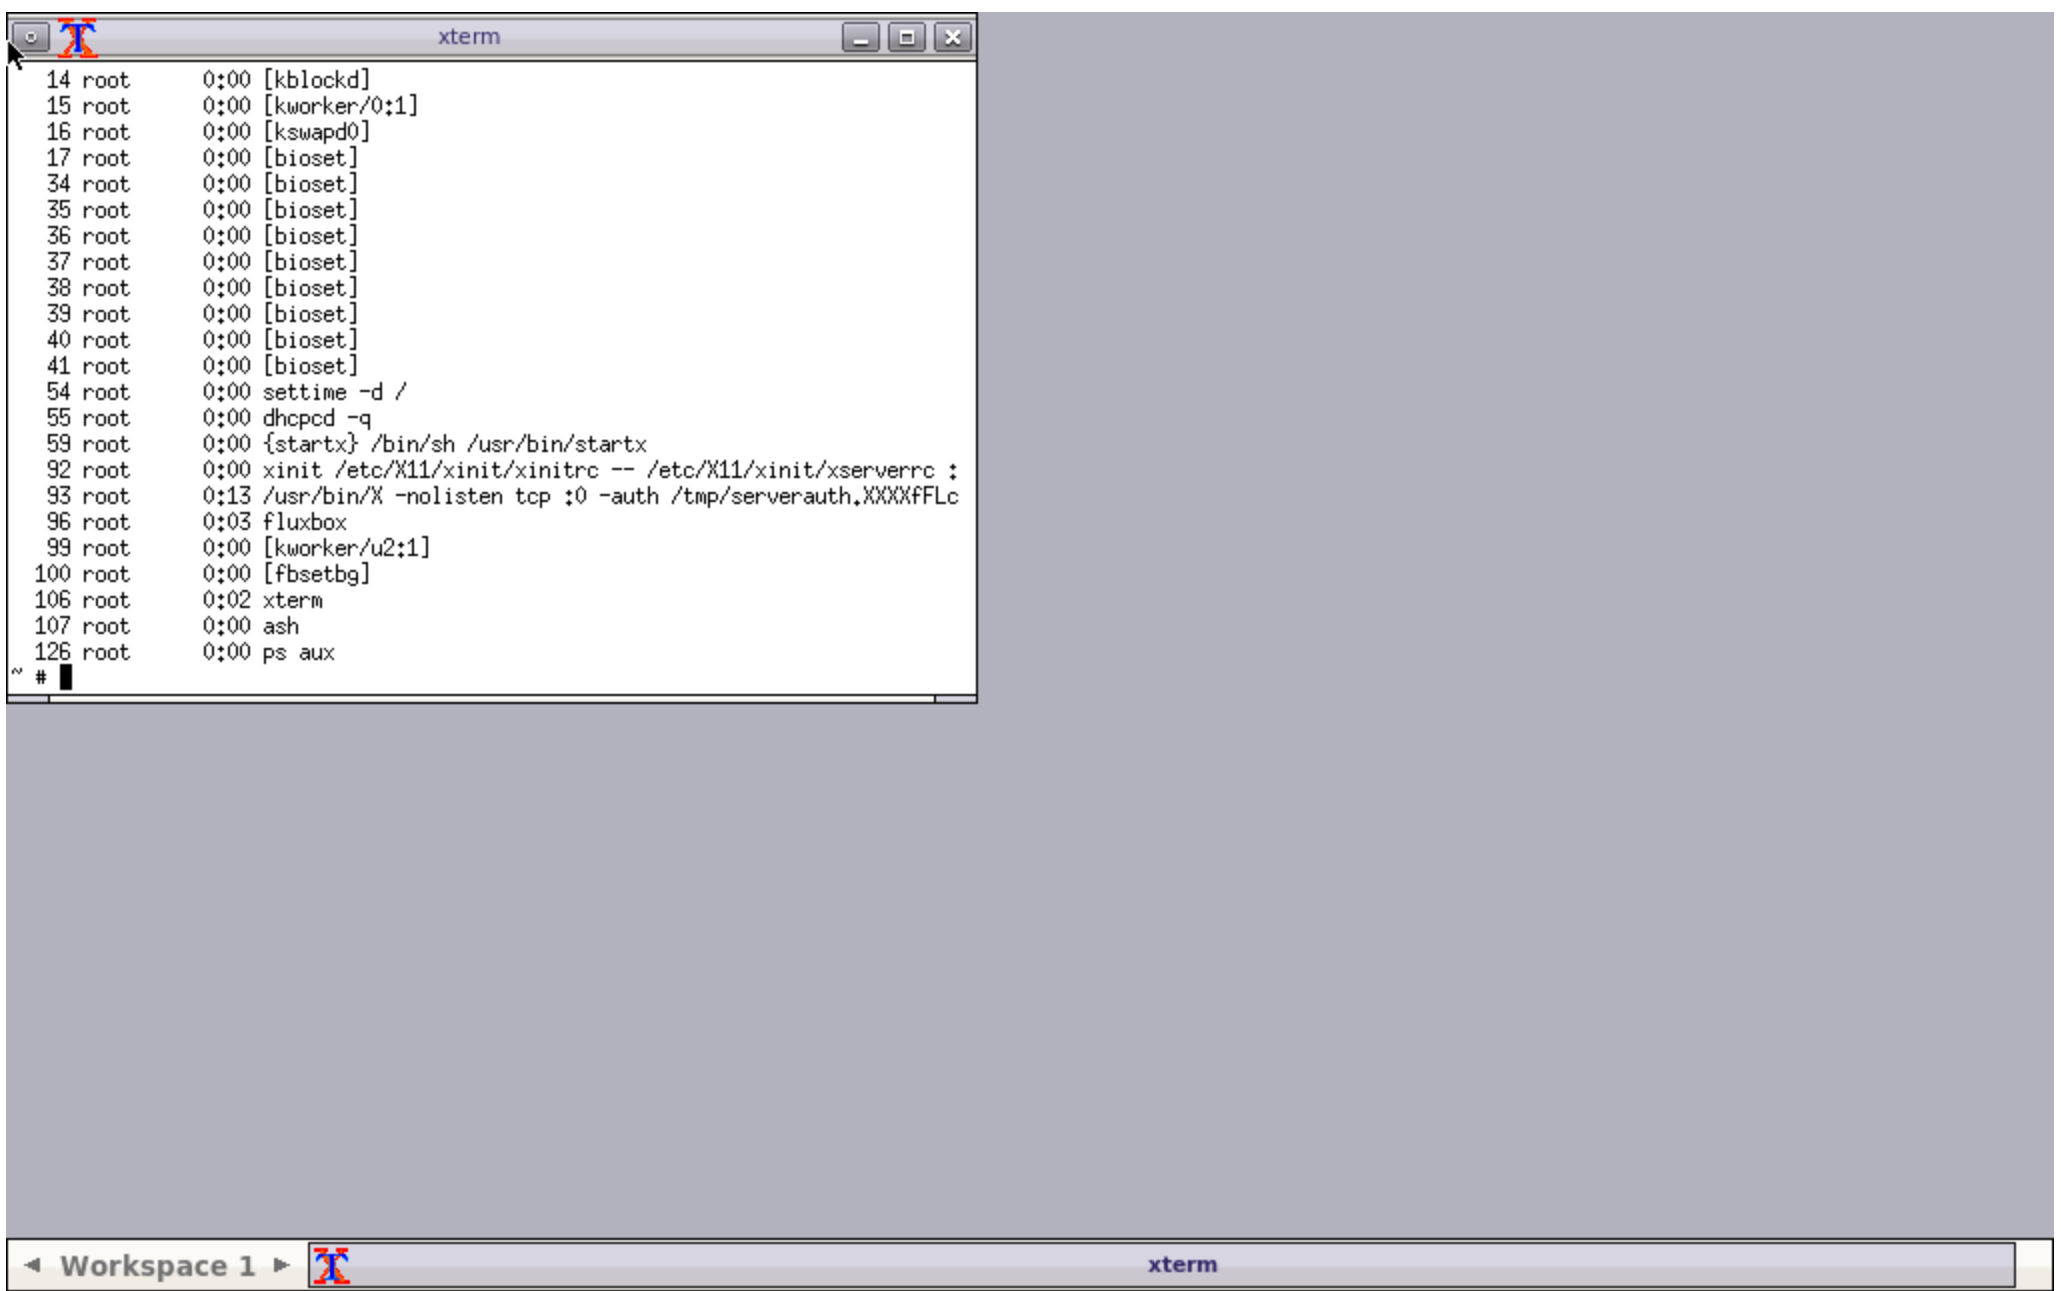 xterm
14 root 0:00 [kblockd]
15 root 0:00 [kworker/0:1]
16 root 0:00 [kswapd0]
17 root 0:00 [bioset]
34 root 0:00 [bioset]
35 root 0:00 [bioset]
36 root 0:00 [bioset]
37 root 0:00 [bioset]
38 root 0:00 [bioset]
39 root 0:00 [bioset]
40 root 0:00 [bioset]
41 root 0:00 [bioset]
54 root 0:00 settime -d /
55 root 0:00 dhcpcd -q
59 root 0:00 {startx} /bin/sh /usr/bin/startx
92 root 0:00 xinit /etc/X11/xinit/xinitrc -- /etc/X11/xinit/xserverrc :
93 root 0:13 /usr/bin/X -nolisten tcp :0 -auth /tmp/serverauth.XXXXfFLc
96 root 0:03 fluxbox
99 root 0:00 [kworker/u2:1]
100 root 0:00 [fbsetbg]
106 root 0:02 xterm
107 root 0:00 ash
126 root 0:00 ps aux
~ #
Workspace 1
xterm